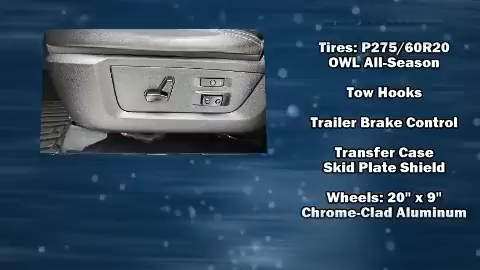 Tires: P275/60R20
OWL All-Season
Tow Hooks
Trailer Brake Control
Transfer Case
Skid Plate Shield
Wheels: 20" x 9"
Chrome-Clad Aluminum